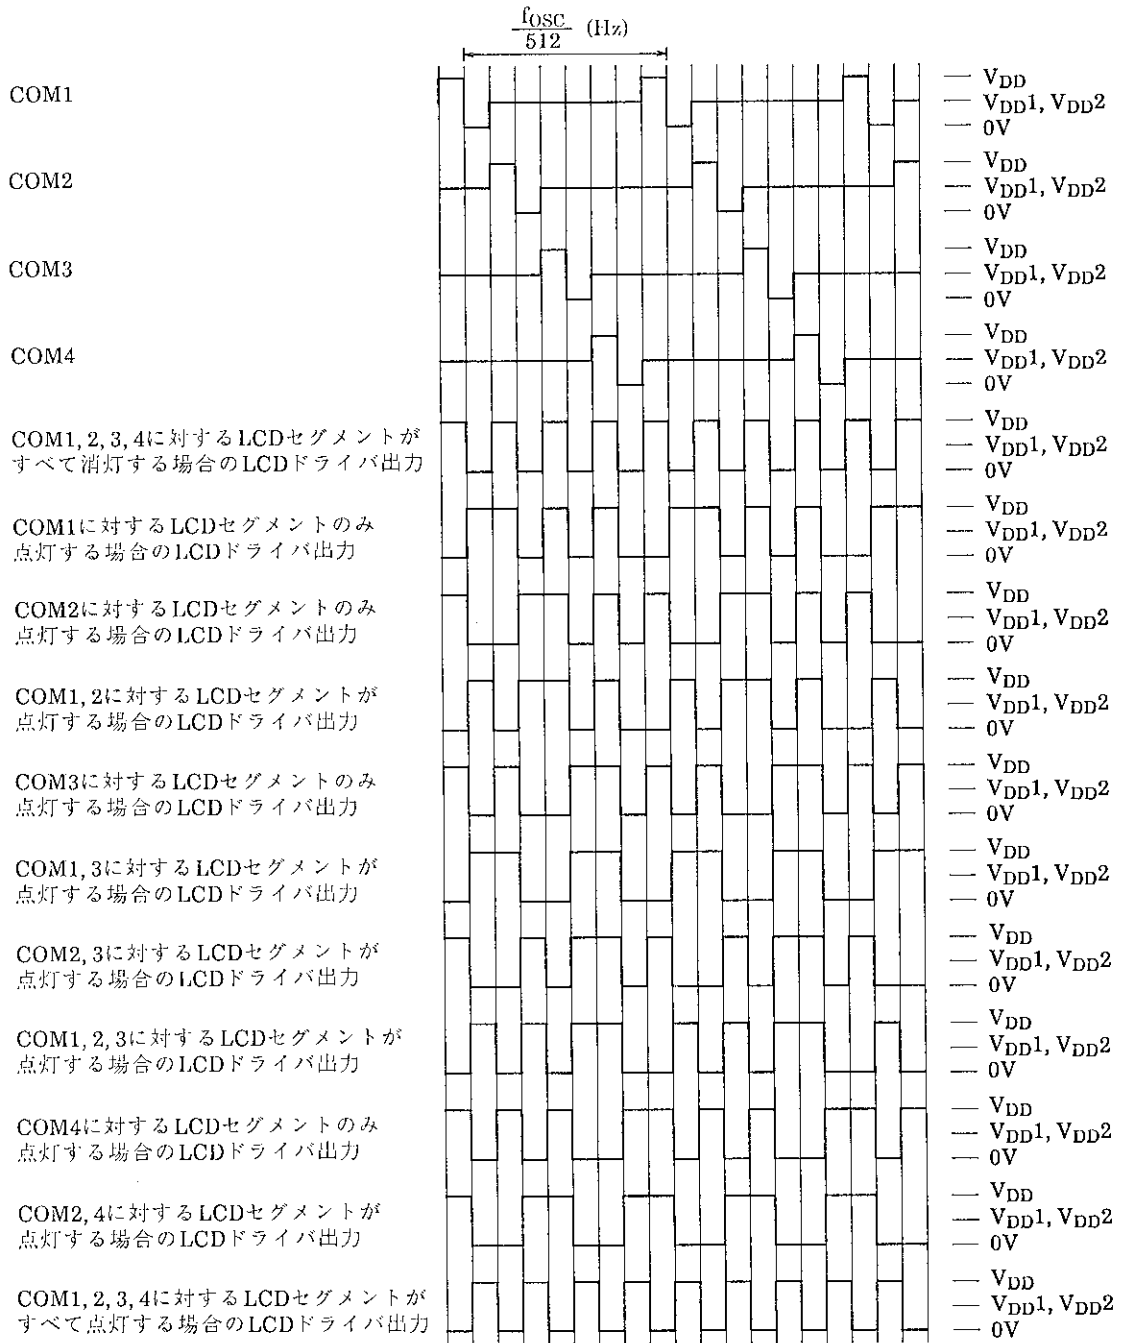 fOSC
512
(Hz)
COM1
VDD
VDD1, VDD2
0V
COM2
VDD
VDD1, VDD2
0V
COM3
VDD
VDD1, VDD2
0V
COM4
VDD
VDD1, VDD2
0V
COM1, 2, 3, 4に対するLCDセグメントが
すべて消灯する場合のLCDドライバ出力
VDD
VDD1, VDD2
0V
COM1に対するLCDセグメントのみ
点灯する場合のLCDドライバ出力
VDD
VDD1, VDD2
0V
COM2に対するLCDセグメントのみ
点灯する場合のLCDドライバ出力
VDD
VDD1, VDD2
0V
COM1, 2に対するLCDセグメントが
点灯する場合のLCDドライバ出力
VDD
VDD1, VDD2
0V
COM3に対するLCDセグメントのみ
点灯する場合のLCDドライバ出力
VDD
VDD1, VDD2
0V
COM1, 3に対するLCDセグメントが
点灯する場合のLCDドライバ出力
VDD
VDD1, VDD2
0V
COM2, 3に対するLCDセグメントが
点灯する場合のLCDドライバ出力
VDD
VDD1, VDD2
0V
COM1, 2, 3に対するLCDセグメントが
点灯する場合のLCDドライバ出力
VDD
VDD1, VDD2
0V
COM4に対するLCDセグメントのみ
点灯する場合のLCDドライバ出力
VDD
VDD1, VDD2
0V
COM2, 4に対するLCDセグメントが
点灯する場合のLCDドライバ出力
VDD
VDD1, VDD2
0V
COM1, 2, 3, 4に対するLCDセグメントが
すべて点灯する場合のLCDドライバ出力
VDD
VDD1, VDD2
0V